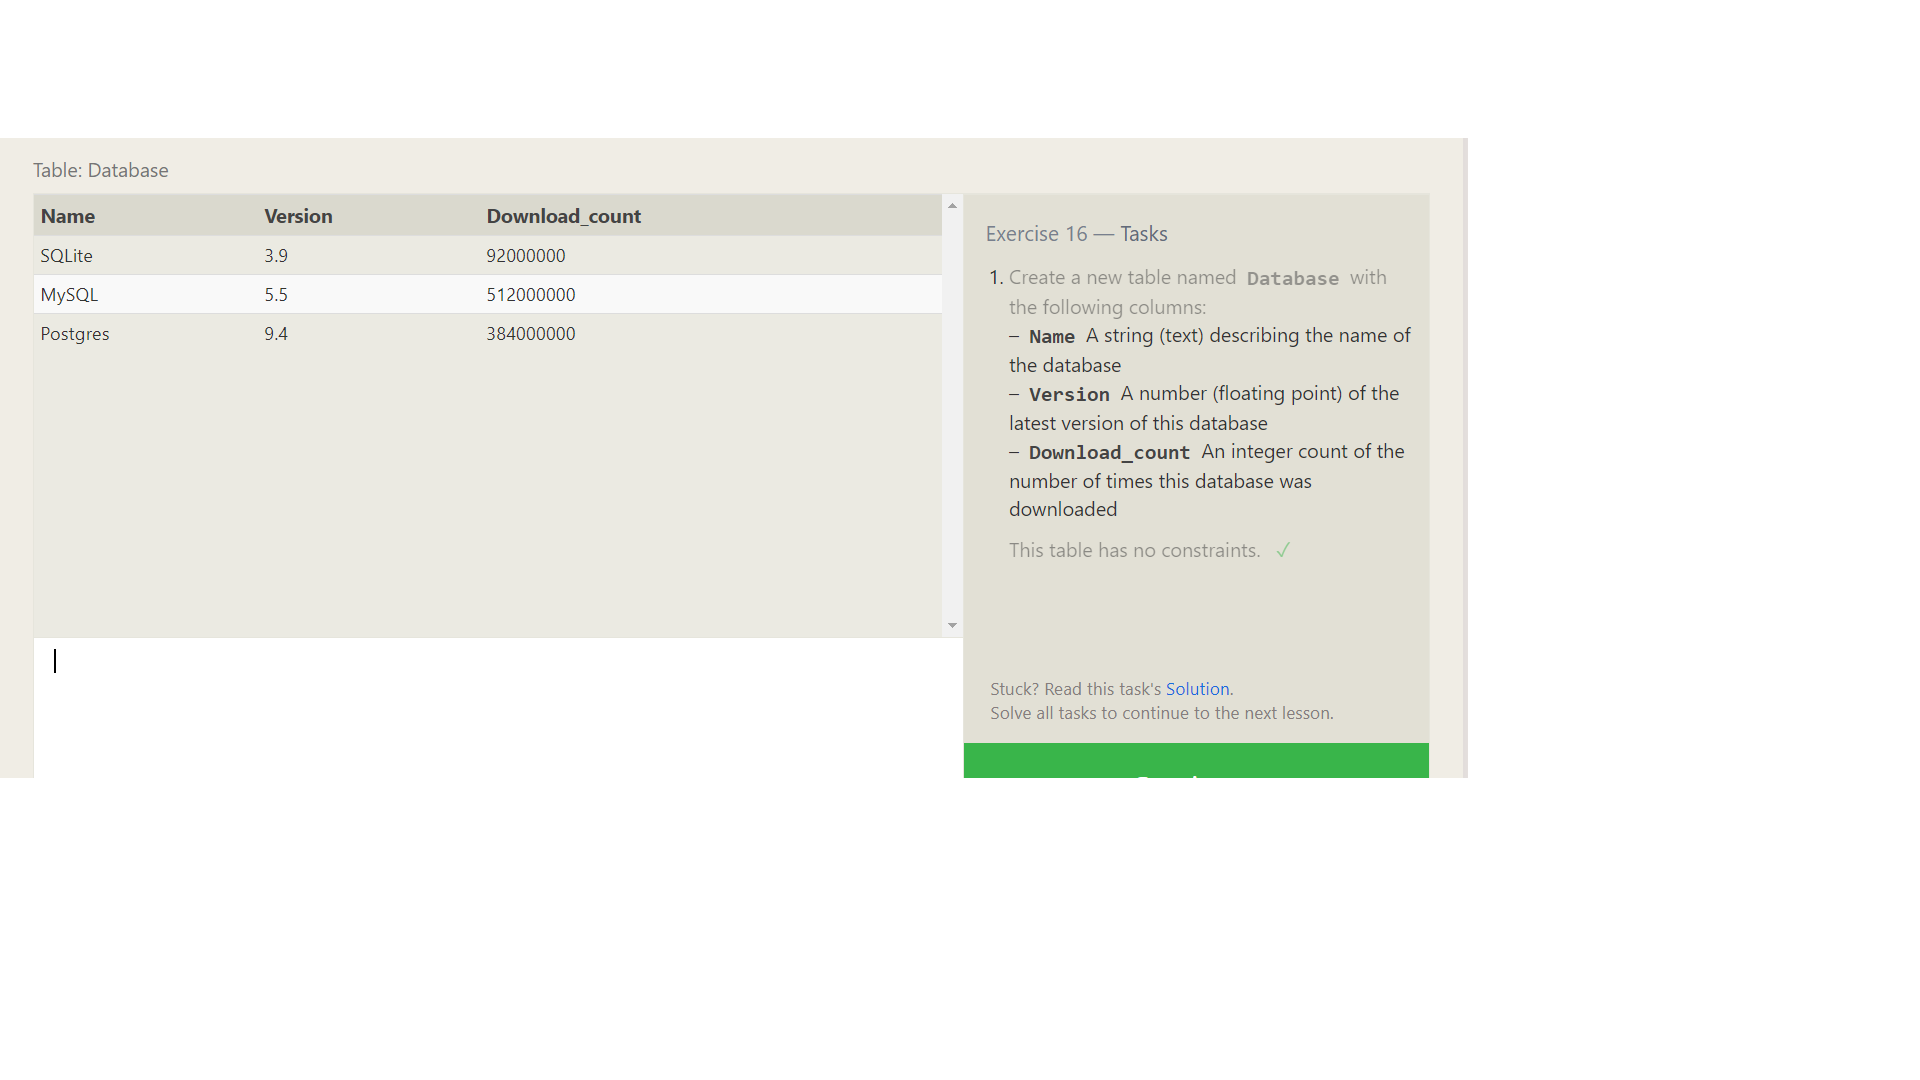 Table: Database
Name Version Download_count
SQLite 3.9 92000000
MySQL 5.5 512000000
Postgres 9.4 384000000
Exercise 16 — Tasks
1. Create a new table named Database with
the following columns:
– Name A string (text) describing the name of
the database
– Version A number (floating point) of the
latest version of this database
– Download_count An integer count of the
number of times this database was
downloaded
This table has no constraints. ✓
Stuck? Read this task's Solution.
Solve all tasks to continue to the next lesson.